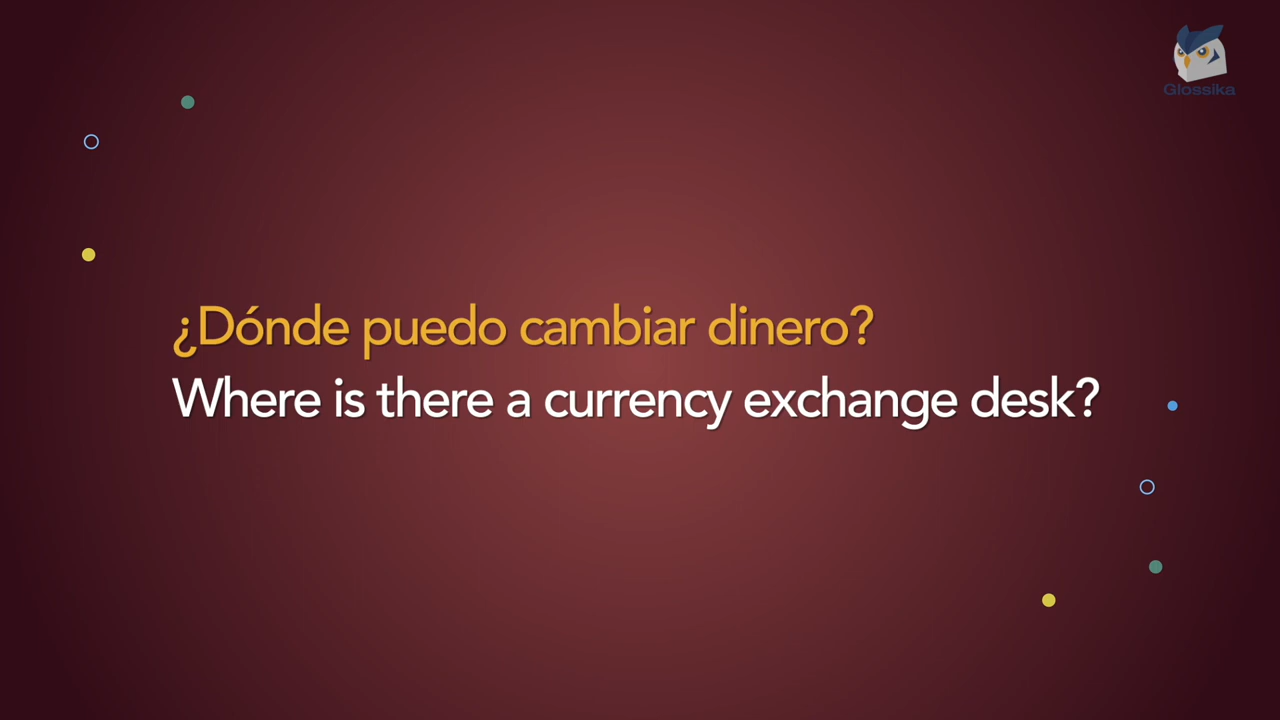 Glossika
¿Dónde puedo cambiar dinero?
Where is there a currency exchange desk?